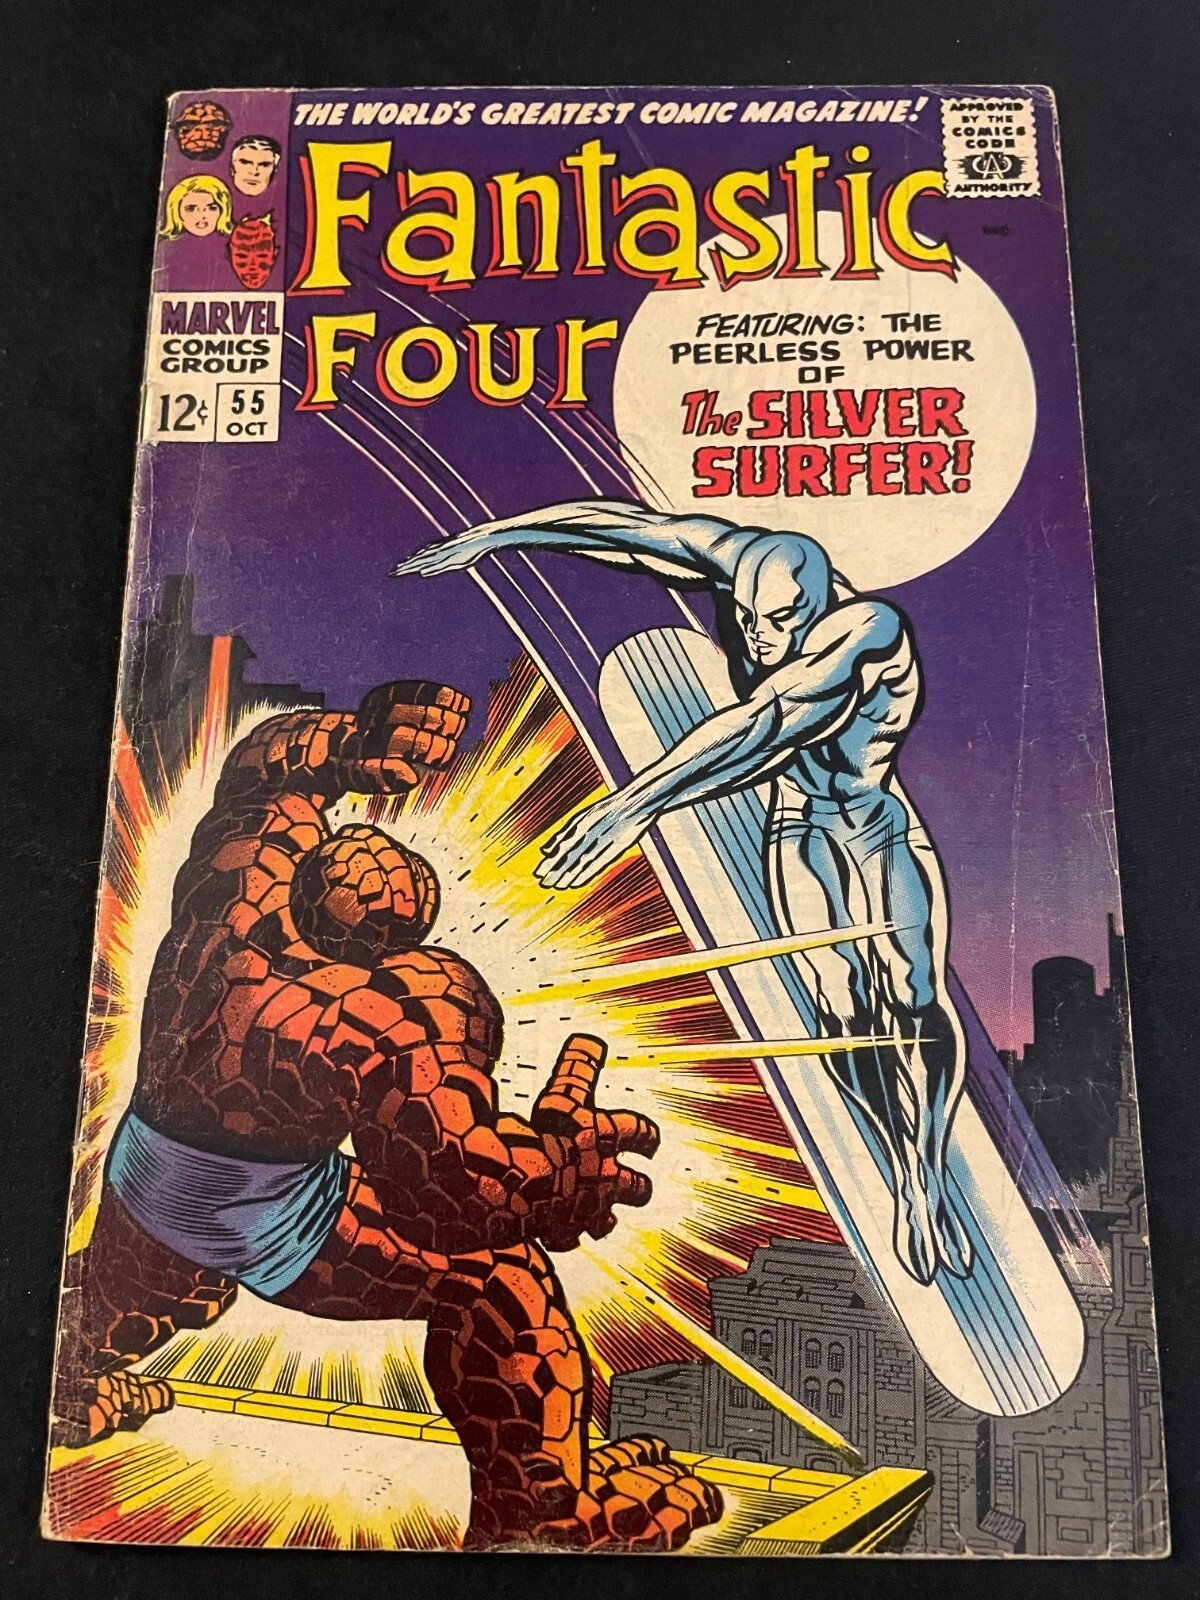 THE WORLD'S GREATEST COMIC MAGAZINE!
APPROVED
BY THE
COMICS
CODE
CA
AUTHORITY
Fantastic
Four
MARVEL
COMICS
GROUP
12¢
55
OCT
FEATURING: THE
PEERLESS POWER
OF
The SILVER
SURFER!